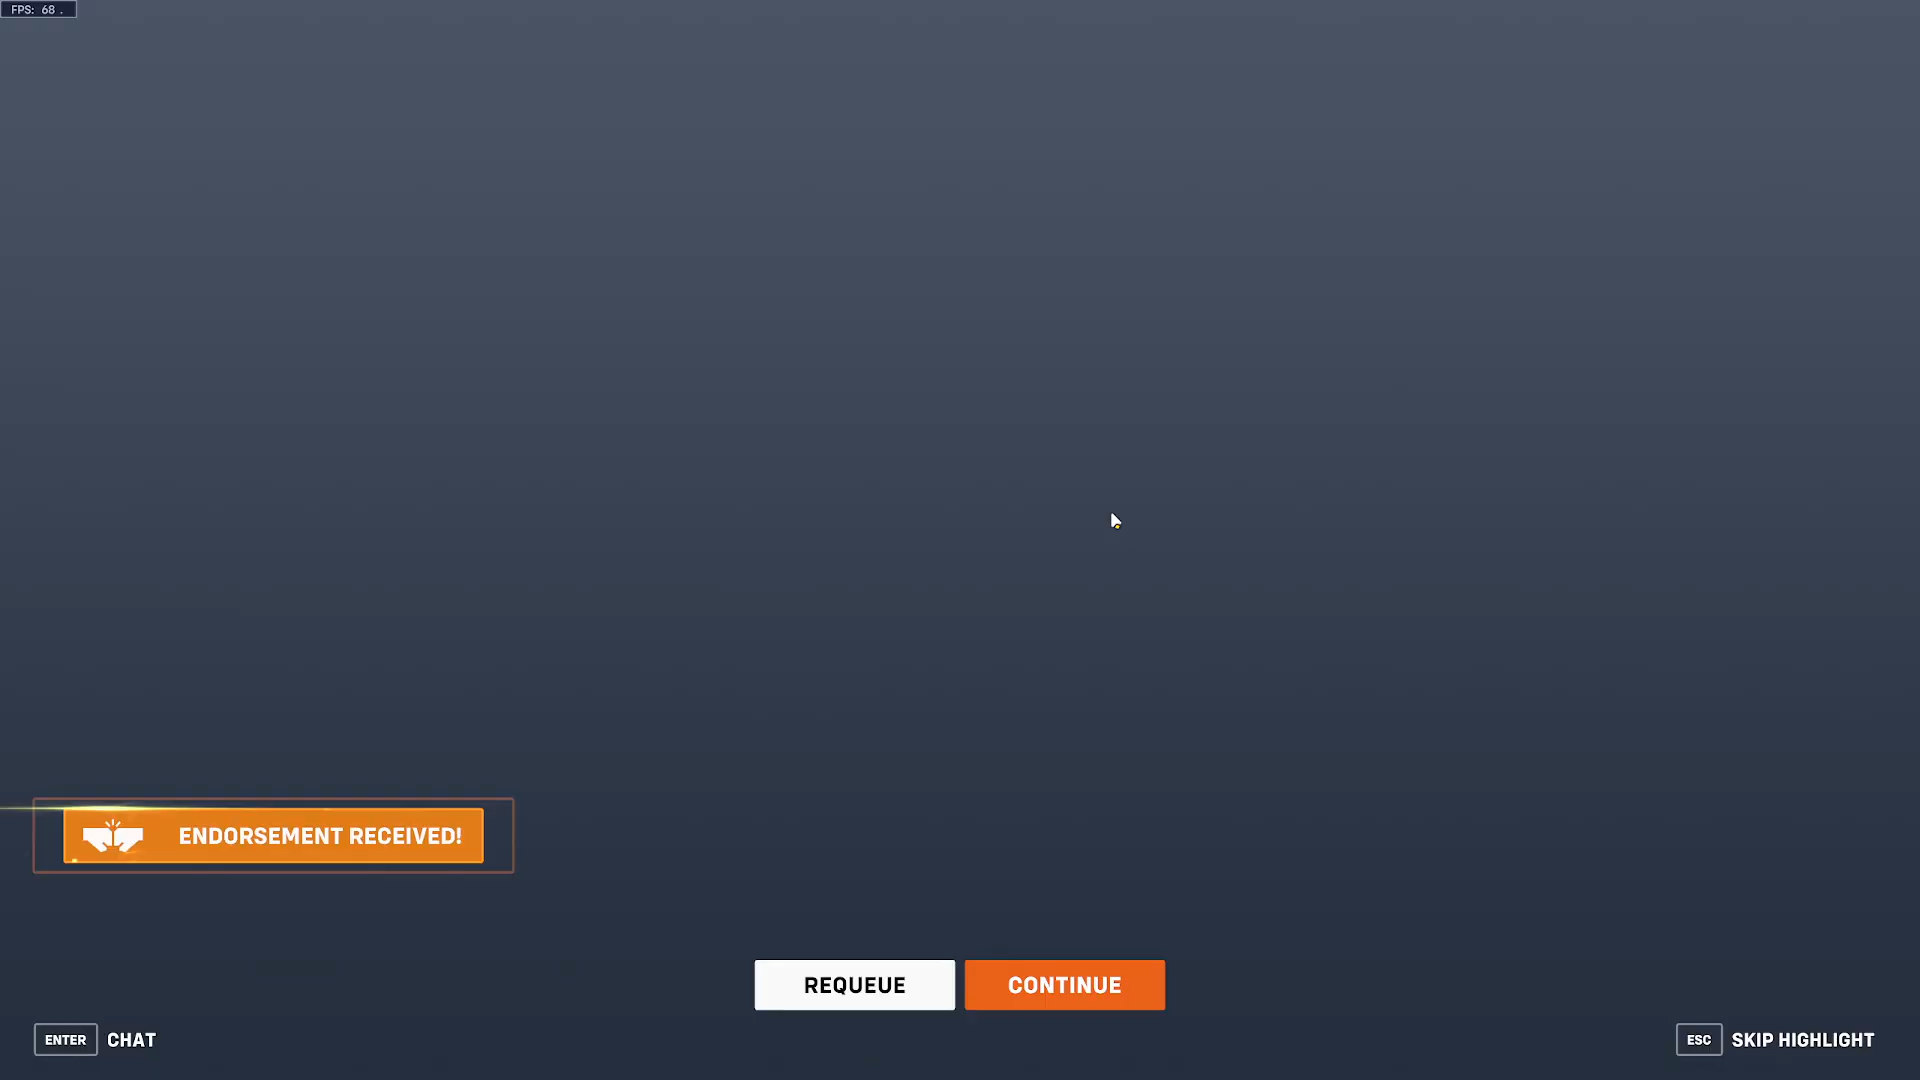 FPS: 68 .
ENDORSEMENT RECEIVED!
REQUEUE
CONTINUE
ENTER CHAT
ESC SKIP HIGHLIGHT